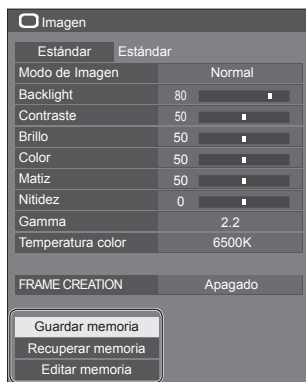 Imagen
Estándar Estándar
Modo de Imagen Normal
Backlight 80
Contraste 50
Brillo 50
Color 50
Matiz 50
Nitidez 0
Gamma 2.2
Temperatura color 6500K
FRAME CREATION Apagado
Guardar memoria
Recuperar memoria
Editar memoria